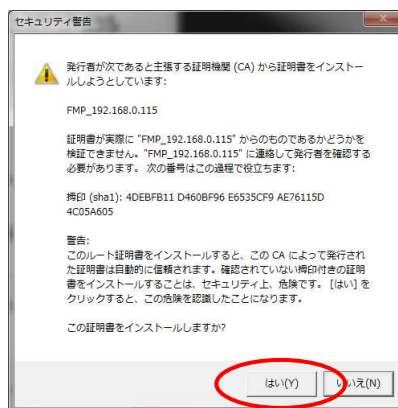 セキュリティ警告
発行者が次であると主張する証明機関 (CA) から証明書をインストー
ルしようとしています:
FMP_192.168.0.115
証明書が実際に "FMP_192.168.0.115" からのものであるかどうかを
検証できません。"FMP_192.168.0.115" に連絡して発行者を確認する
必要があります。 次の番号はこの過程で役立ちます:
拇印 (sha1): 4DEBFB11 D460BF96 E6535CF9 AE76115D
4C05A605
警告:
このルート証明書をインストールすると、この CA によって発行され
た証明書は自動的に信頼されます。確認されていない拇印付きの証明
書をインストールすることは、セキュリティ上、危険です。 [はい] を
クリックすると、この危険を認識したことになります。
この証明書をインストールしますか?
はい(Y)
いいえ(N)